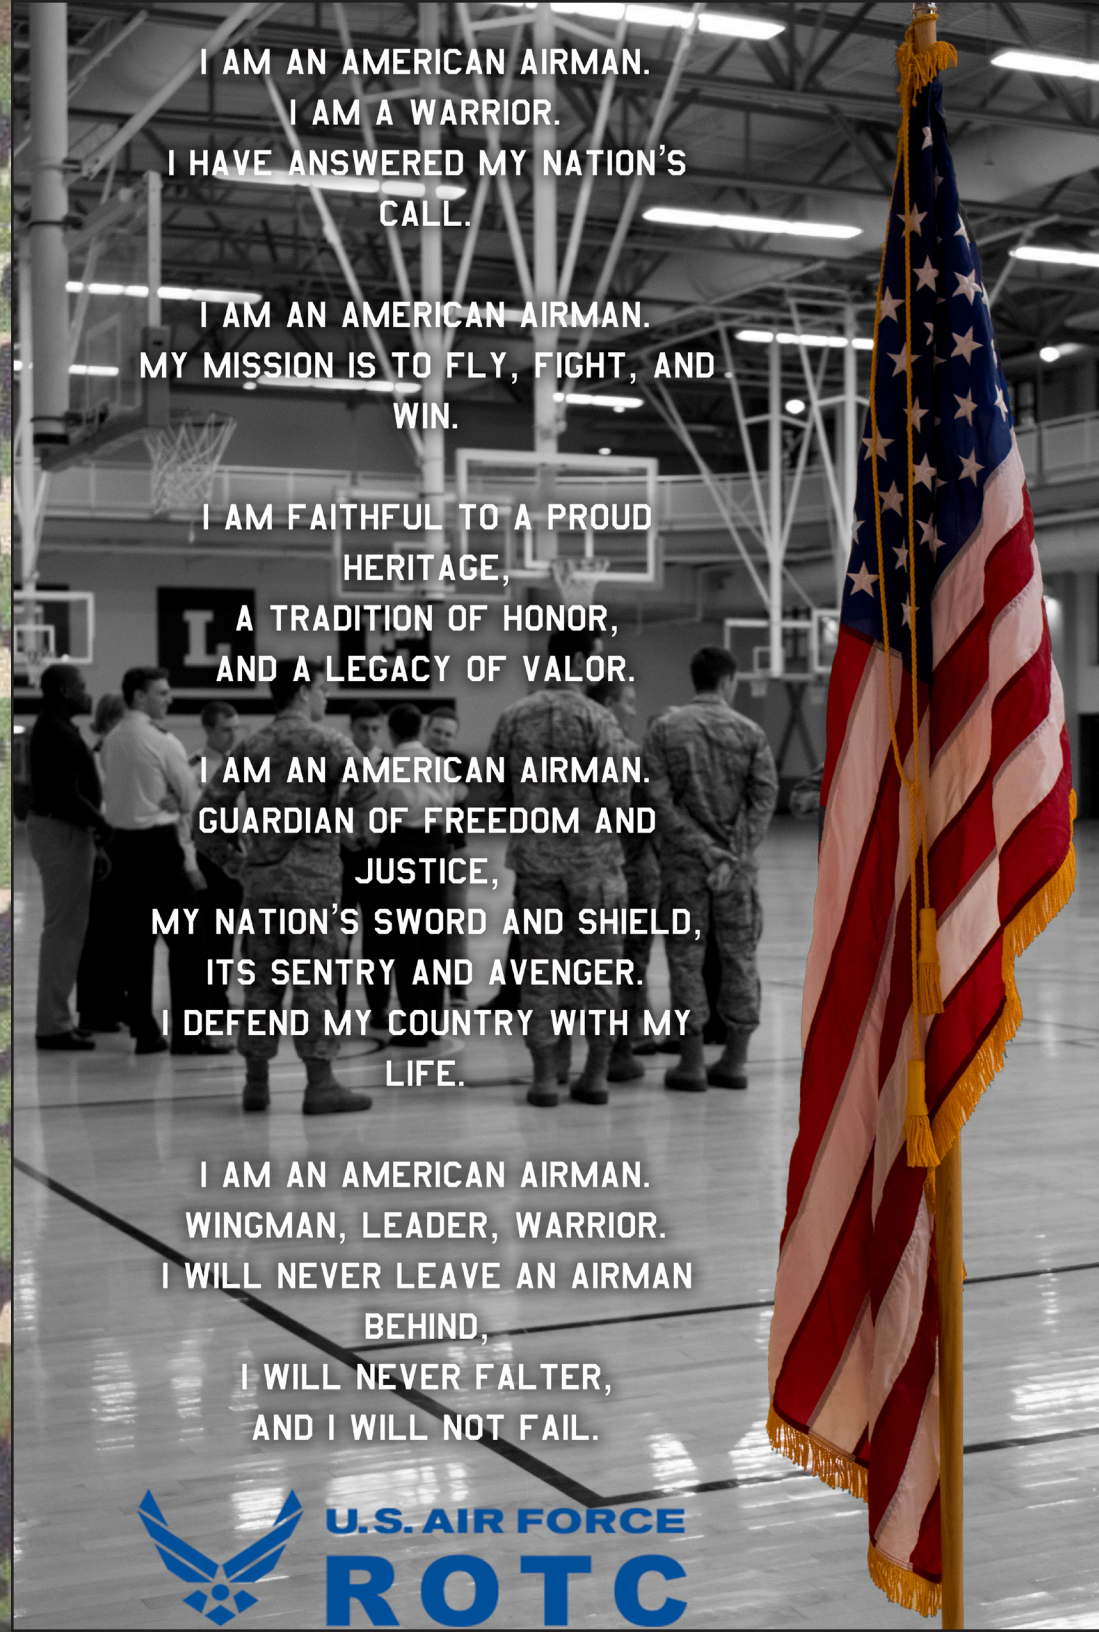 I AM AN AMERICAN AIRMAN.
I AM A WARRIOR.
I HAVE ANSWERED MY NATION'S
CALL.
I AM AN AMERICAN AIRMAN.
MY MISSION IS TO FLY, FIGHT, AND
WIN.
I AM FAITHFUL TO A PROUD
HERITAGE,
A TRADITION OF HONOR,
AND A LEGACY OF VALOR.
I AM AN AMERICAN AIRMAN.
GUARDIAN OF FREEDOM AND
JUSTICE,
MY NATION'S SWORD AND SHIELD,
ITS SENTRY AND AVENGER.
I DEFEND MY COUNTRY WITH MY
LIFE.
I AM AN AMERICAN AIRMAN.
WINGMAN, LEADER, WARRIOR.
I WILL NEVER LEAVE AN AIRMAN
BEHIND,
I WILL NEVER FALTER,
AND I WILL NOT FAIL.
U.S. AIR FORCE
ROTC